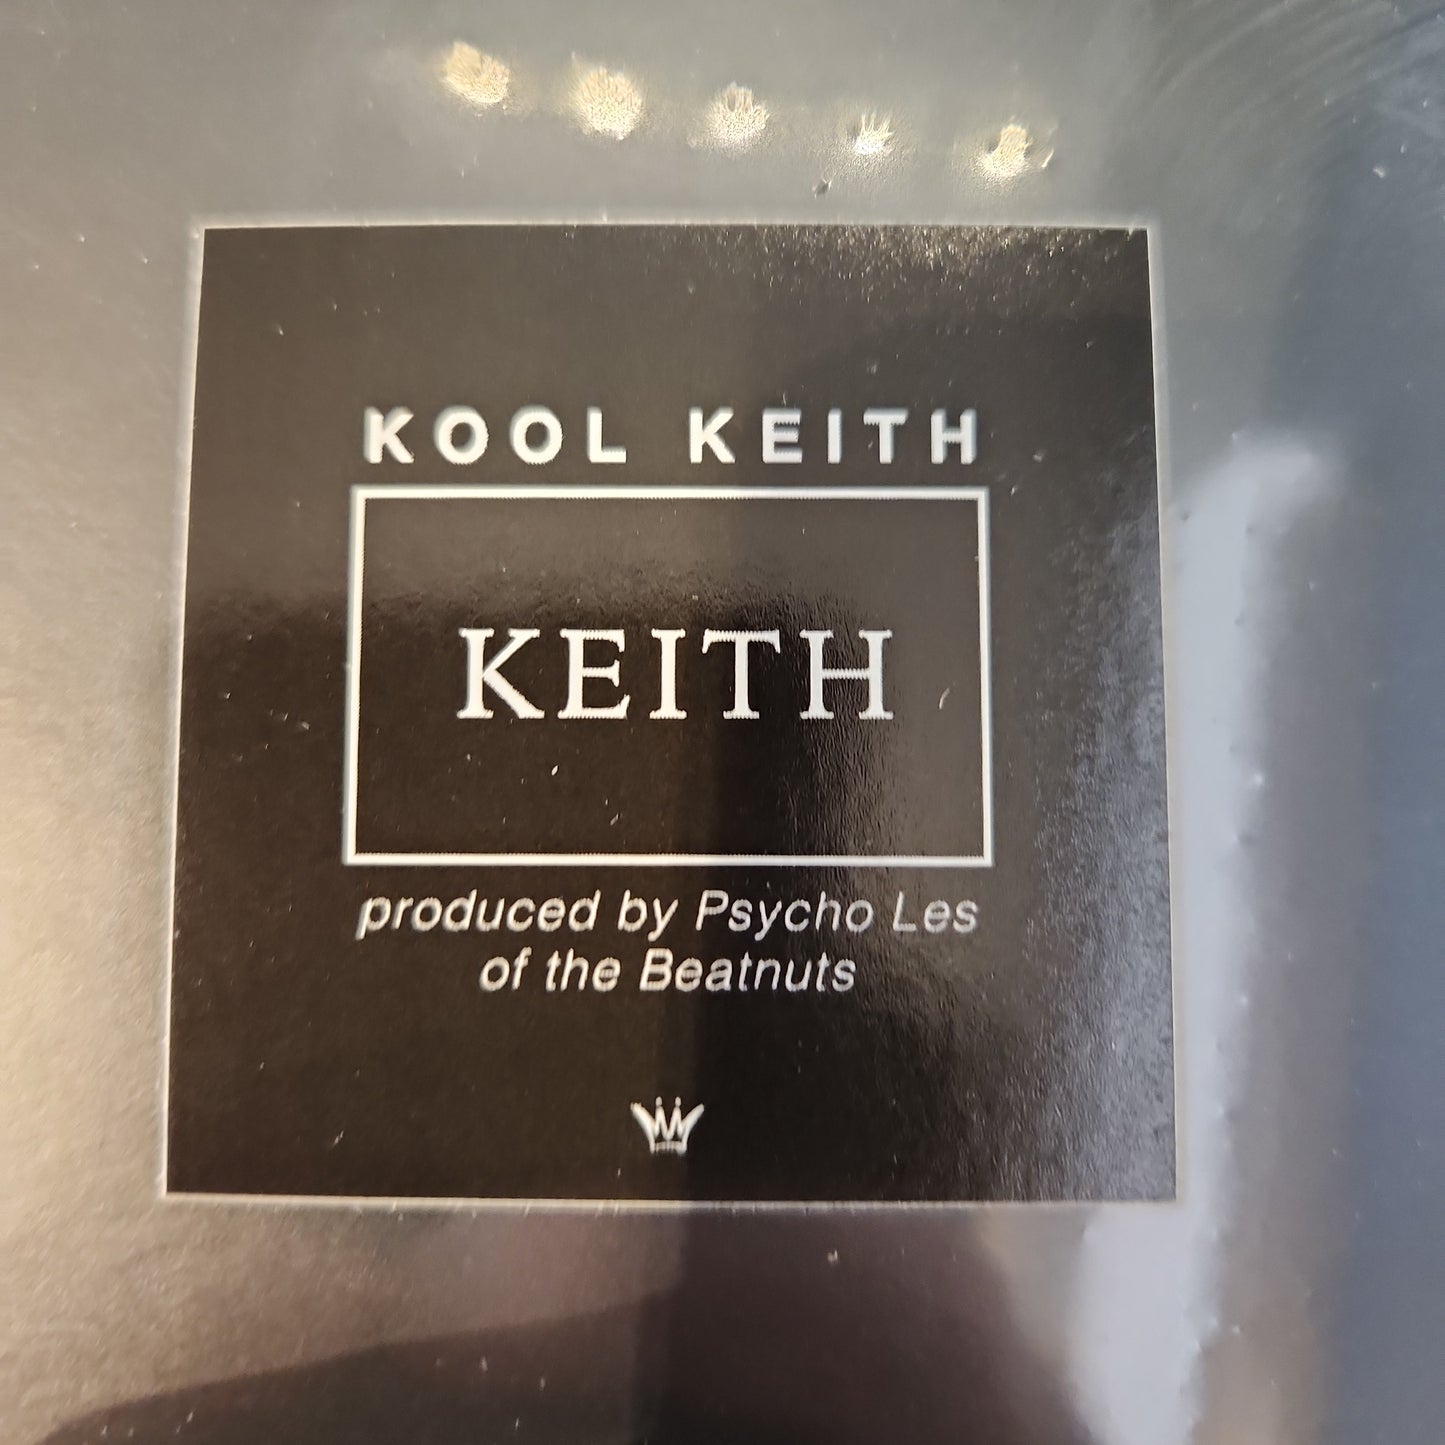 KOOL KEITH
KEITH
produced by Psycho Les
of the Beatnuts